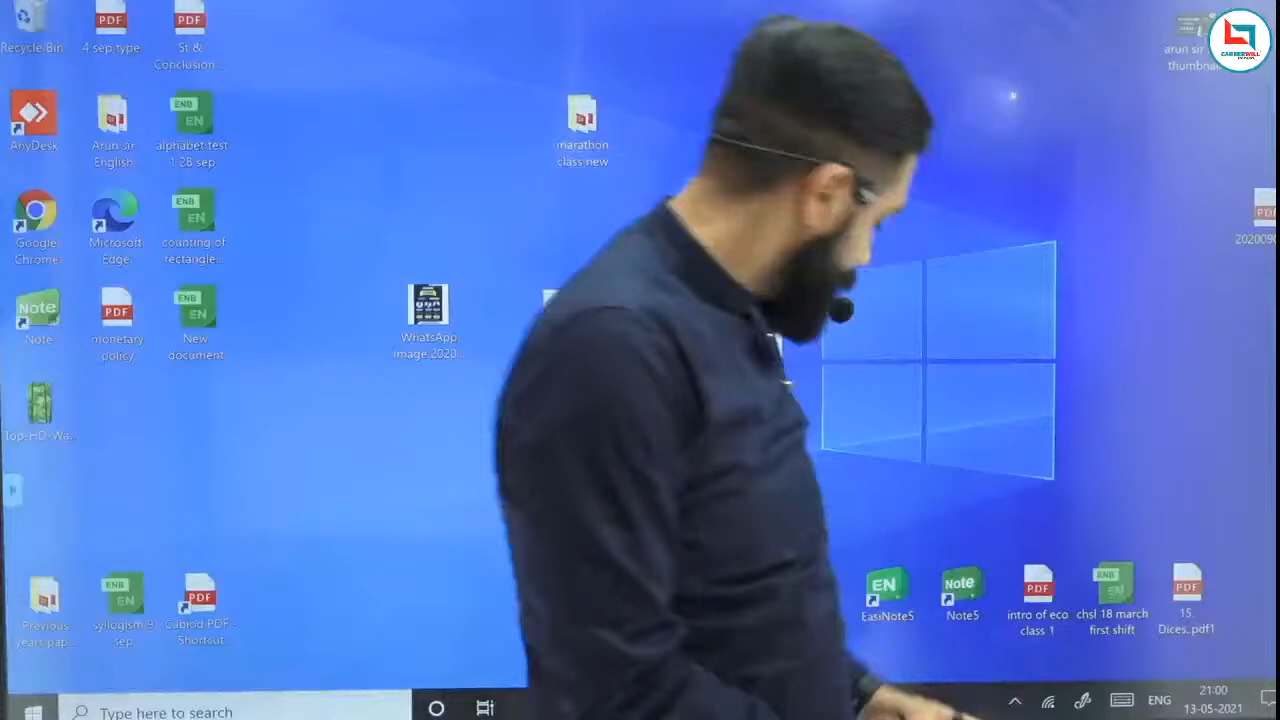 Recycle Bin
4 sep type
St &
Conclusion ...
arun sir
CAREERWILL
AnyDesk
Arun sir
English
ENB
EN
alphabet test
1 28 sep
marathon
class new
Google
Chrome
Microsoft
Edge
ENB
EN
counting of
rectangle...
Note
Note
PDF
monetary
policy
ENB
EN
New
document
WhatsApp
Image 2020...
Top-HD-Wa...
Previous
years pap...
ENB
EN
syllogism 9
sep
PDF
Cubiod PDF -
Shortcut
EN
EasiNote5
Note
Note5
PDF
intro of eco
class 1
ENB
EN
chsl 18 march
first shift
PDF
15.
Dices, pdf1
PDF
PDF
PDF
Type here to search
ENG
21:00
13-05-2021